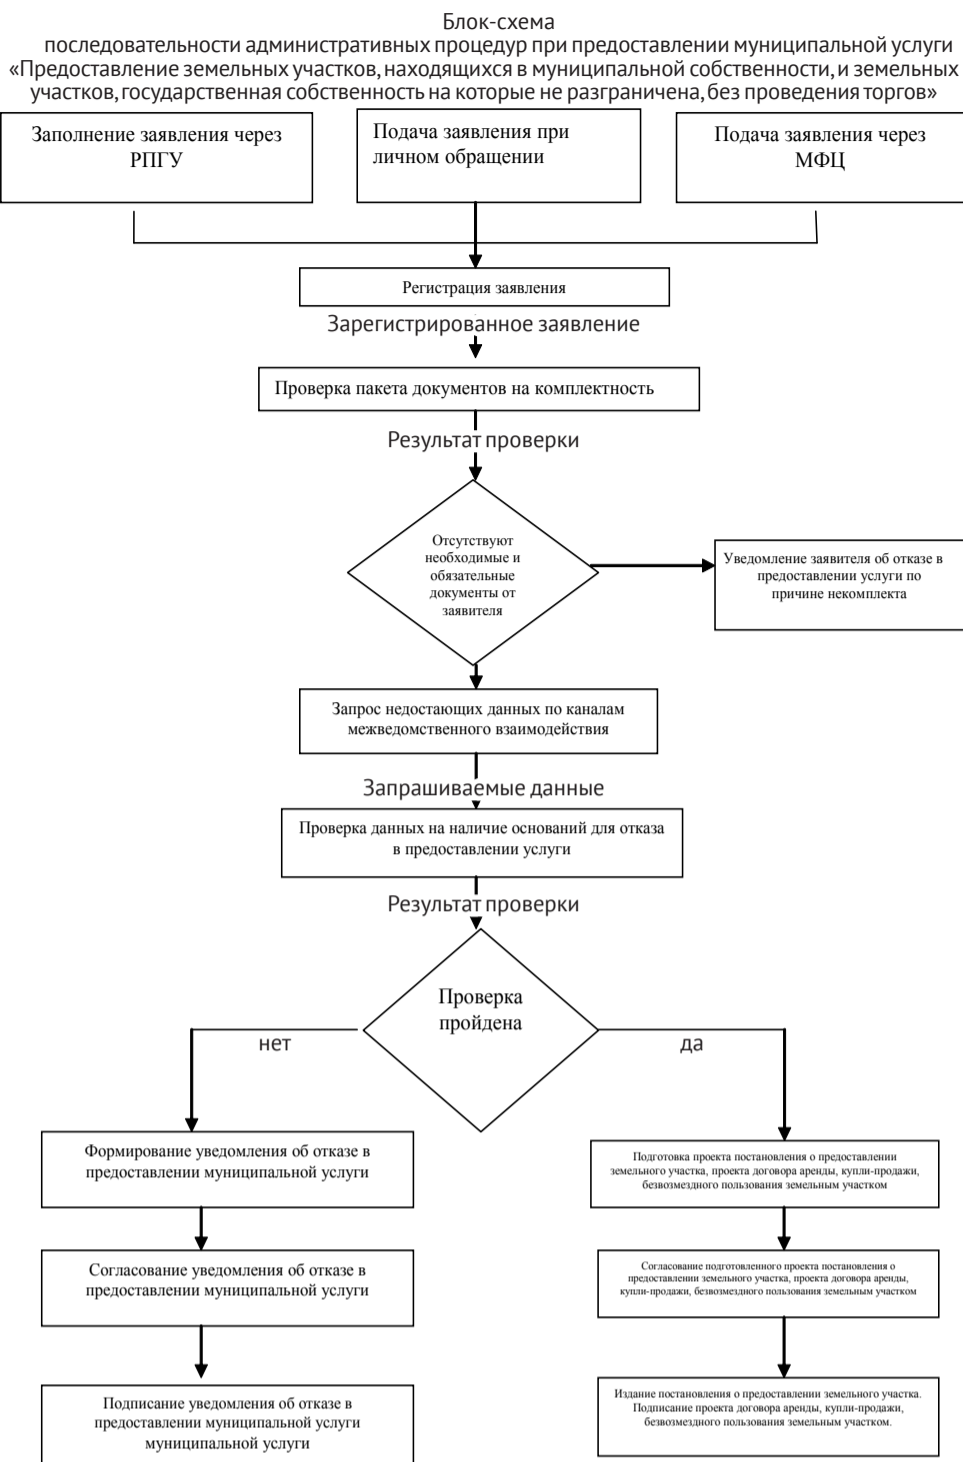 Блок-схема
последовательности административных процедур при предоставлении муниципальной услуги
«Предоставление земельных участков, находящихся в муниципальной собственности, и земельных
участков, государственная собственность на которые не разграничена, без проведения торгов»
Заполнение заявления через
РПГУ
Подача заявления при
личном обращении
Подача заявления через
МФЦ
Регистрация заявления
Зарегистрированное заявление
Проверка пакета документов на комплектность
Результат проверки
Отсутствуют
необходимые и
обязательные
документы от
заявителя
Уведомление заявителя об отказе в
предоставлении услуги по
причине некомплекта
Запрос недостающих данных по каналам
межведомственного взаимодействия
Запрашиваемые данные
Проверка данных на наличие оснований для отказа
в предоставлении услуги
Результат проверки
Проверка
пройдена
нет
да
Формирование уведомления об отказе в
предоставлении муниципальной услуги
Согласование уведомления об отказе в
предоставлении муниципальной услуги
Подписание уведомления об отказе в
предоставлении муниципальной услуги
муниципальной услуги
Подготовка проекта постановления о предоставлении
земельного участка, проекта договора аренды, купли-продажи,
безвозмездного пользования земельным участком
Согласование подготовленного проекта постановления о
предоставлении земельного участка, проекта договора аренды,
купли-продажи, безвозмездного пользования земельным участком
Издание постановления о предоставлении земельного участка.
Подписание проекта договора аренды, купли-продажи,
безвозмездного пользования земельным участком.